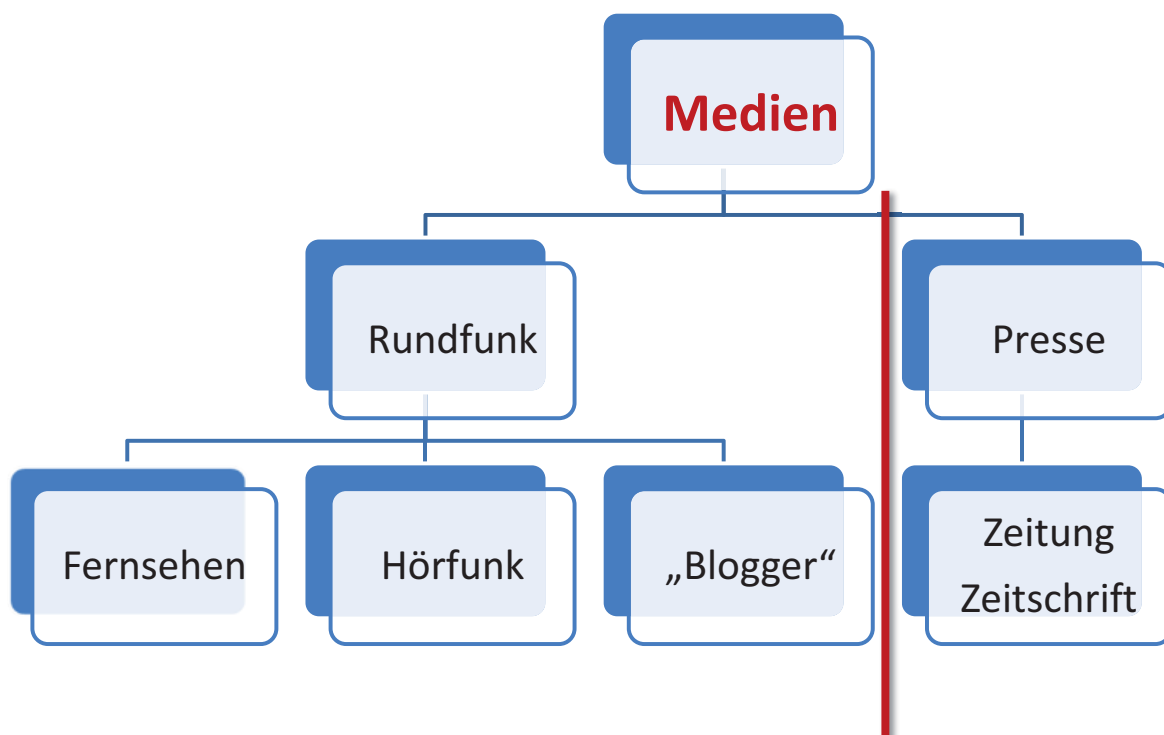 Medien
Rundfunk
Presse
Fernsehen
Hörfunk
„Blogger“
Zeitung
Zeitschrift